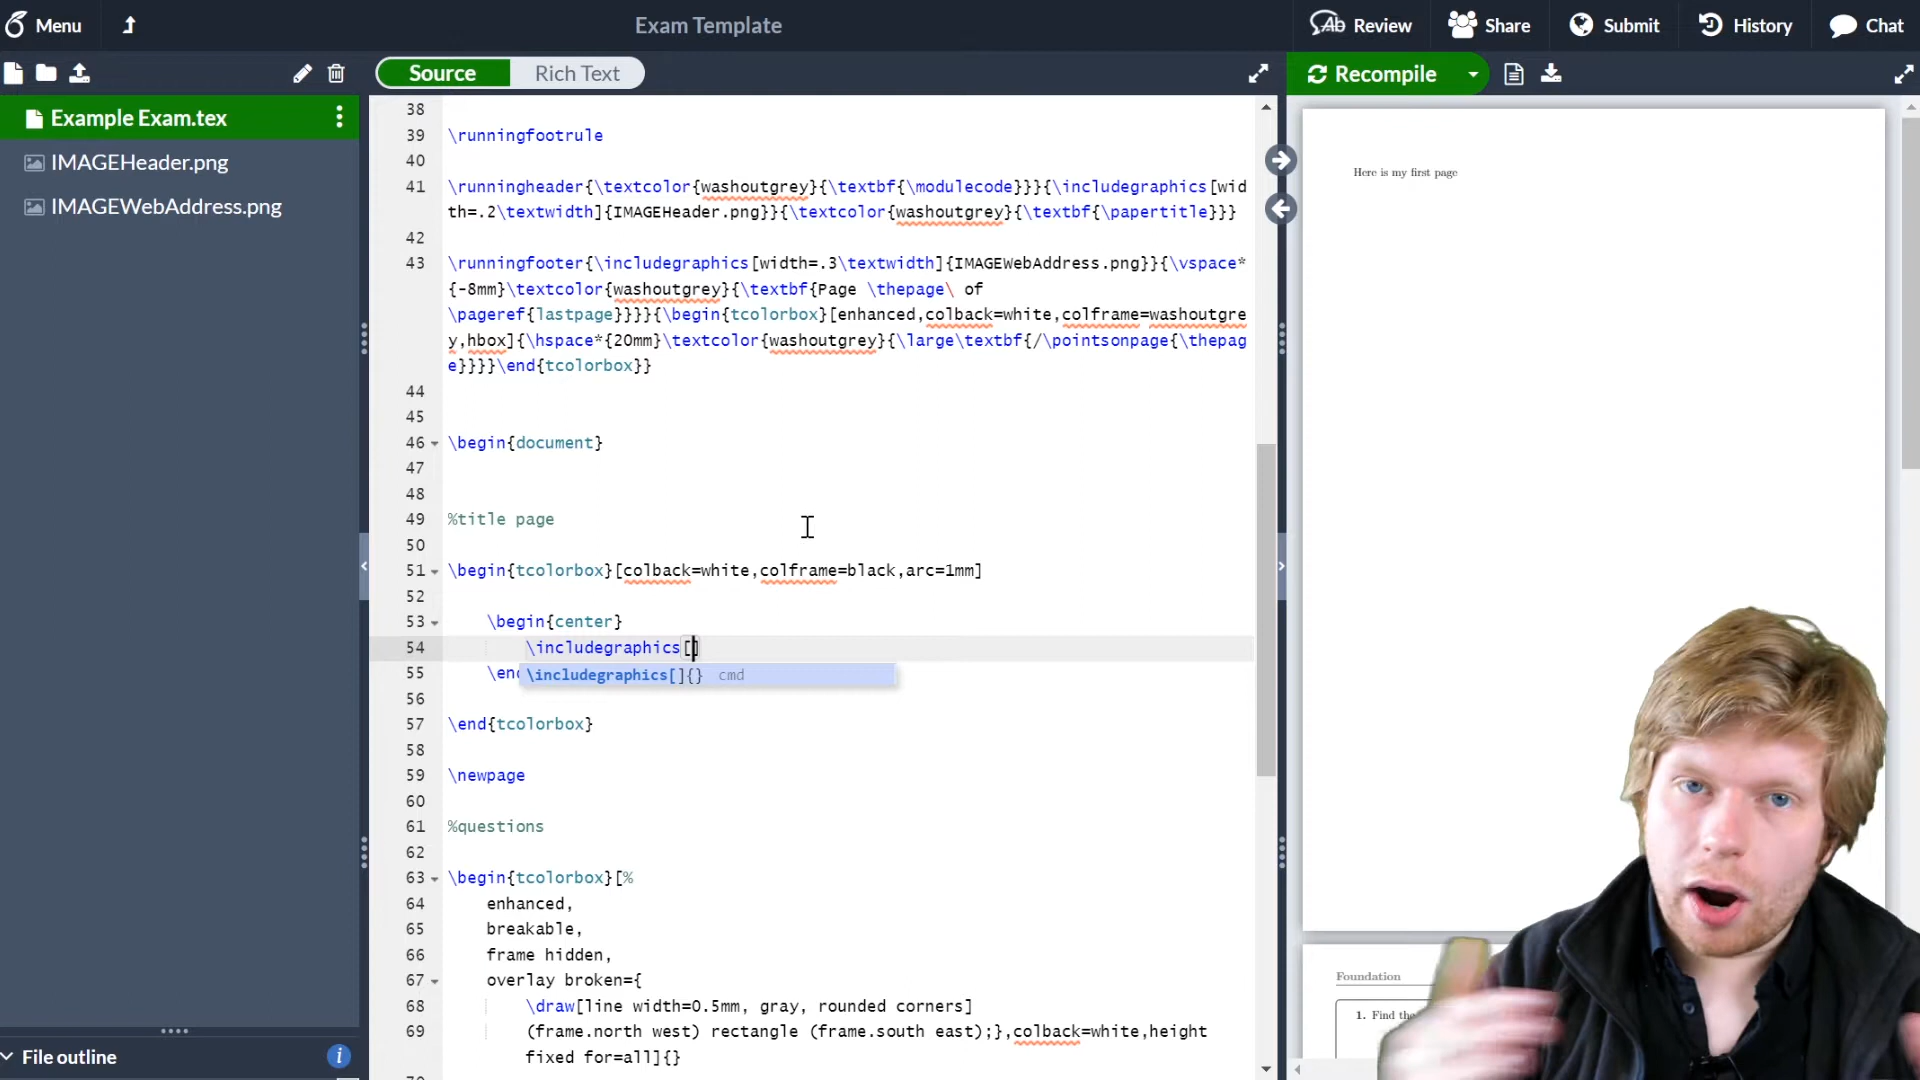 Menu
Exam Template
Review
Share
Submit
History
Chat
Source
Rich Text
Recompile
Example Exam.tex
IMAGEHeader.png
IMAGEWebAddress.png
38
39 \runningfootrule
40
41 \runningheader{\textcolor{washoutgrey}{\textbf{\modulecode}}}{\includegraphics[wid
th=.2\textwidth]{IMAGEHeader.png}}{\textcolor{washoutgrey}{\textbf{\papertitle}}}
42
43 \runningfooter{\includegraphics[width=.3\textwidth]{IMAGEWebAddress.png}}{\vspace*
{-8mm}\textcolor{washoutgrey}{\textbf{Page \thepage\ of
\pageref{lastpage}}}}{\begin{tcolorbox}[enhanced,colback=white,colframe=washoutgre
y,hbox]{\hspace*{20mm}\textcolor{washoutgrey}{\large\textbf{/\pointsonpage{\thepag
e}}}}\end{tcolorbox}}
44
45
46 \begin{document}
47
48
49 %title page
50
51 \begin{tcolorbox}[colback=white,colframe=black,arc=1mm]
52
53 \begin{center}
54 \includegraphics[]
55 \en
\includegraphics[]{} cmd
56
57 \end{tcolorbox}
58
59 \newpage
60
61 %questions
62
63 \begin{tcolorbox}[%
64 enhanced,
65 breakable,
66 frame hidden,
67 overlay broken={
68 \draw[line width=0.5mm, gray, rounded corners]
69 (frame.north west) rectangle (frame.south east);},colback=white,height
fixed for=all]{}
File outline
Here is my first page
Foundation
1. Find the